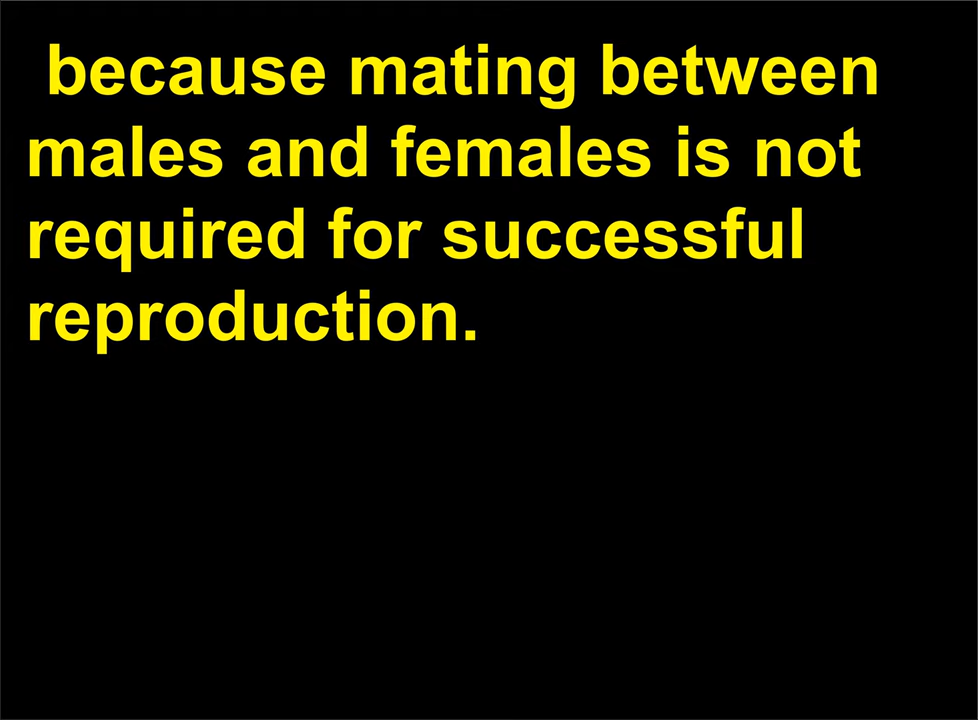 because mating between
males and females is not
required for successful
reproduction.